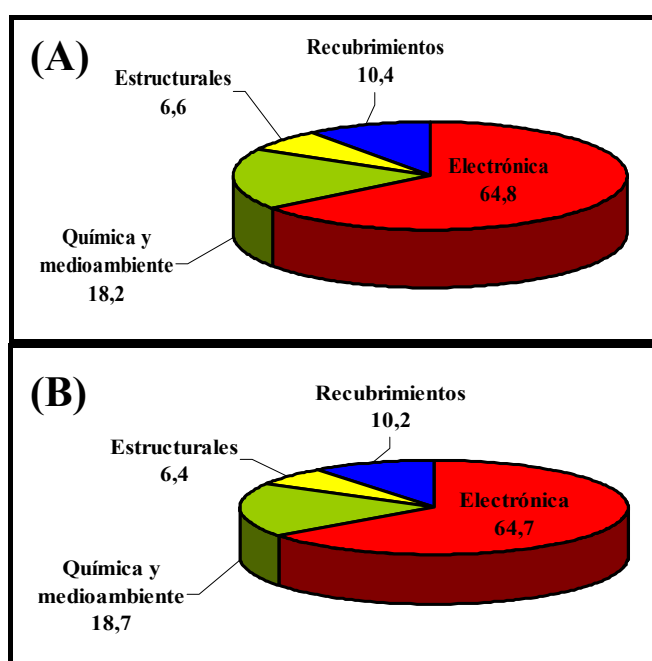 (A)
Recubrimientos
10,4
Estructurales
6,6
Electrónica
64,8
Química y
medioambiente
18,2
(B)
Recubrimientos
10,2
Estructurales
6,4
Electrónica
64,7
Química y
medioambiente
18,7